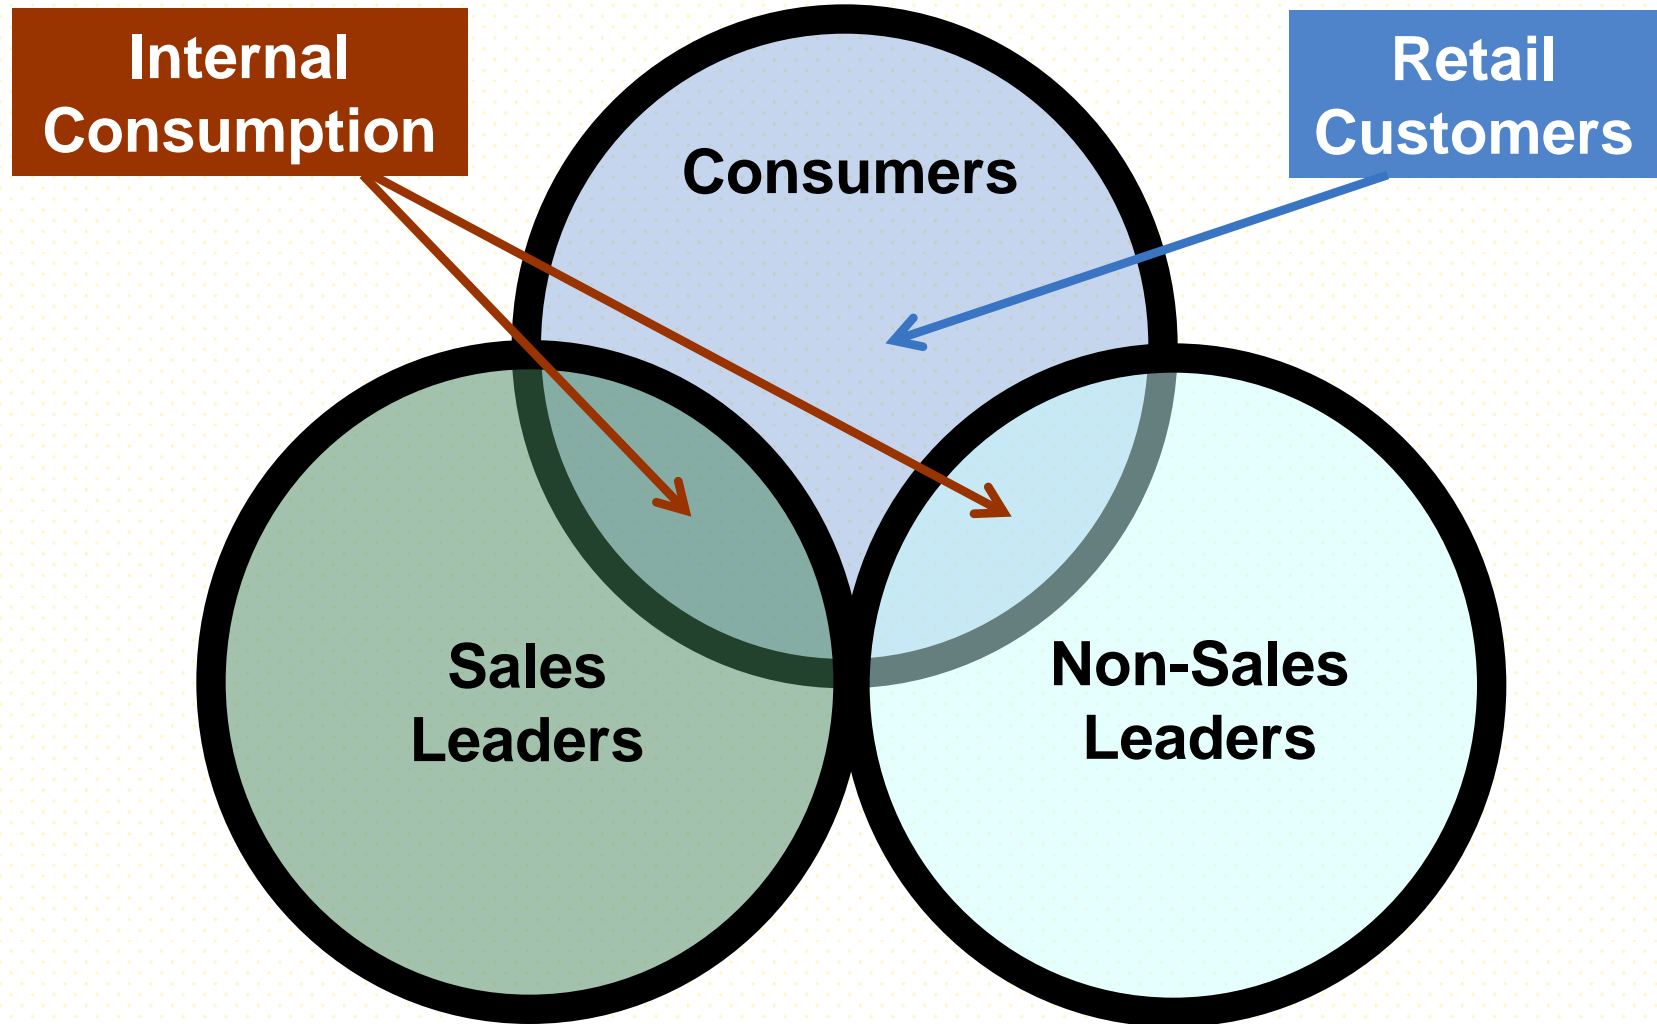 Internal
Consumption
Retail
Customers
Consumers
Sales
Leaders
Non-Sales
Leaders